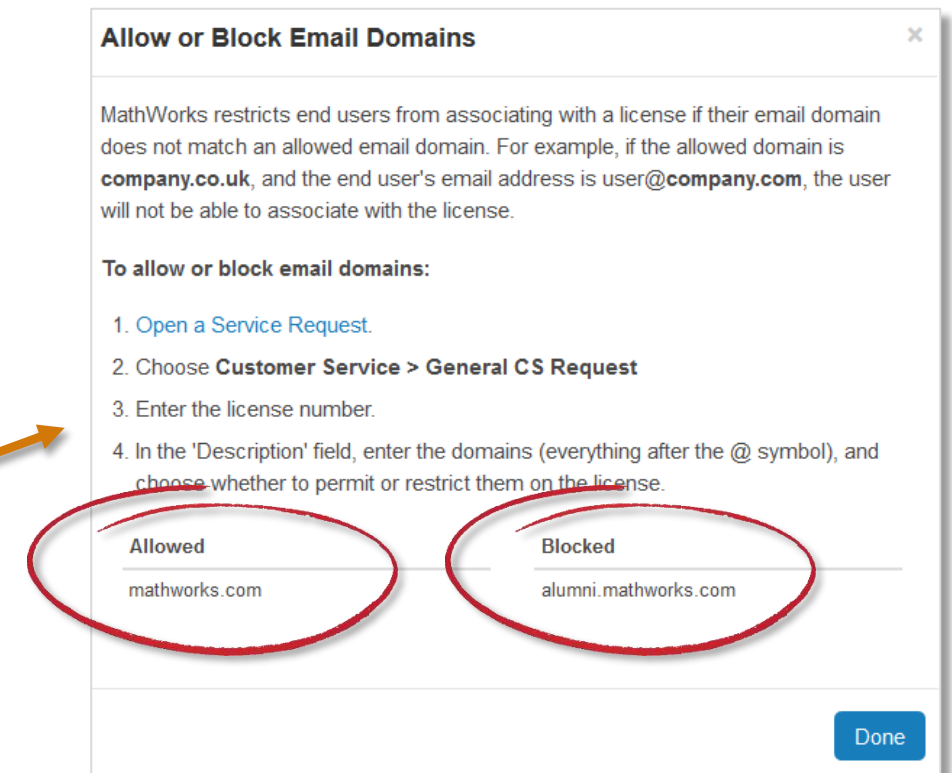 Allow or Block Email Domains
×
MathWorks restricts end users from associating with a license if their email domain
does not match an allowed email domain. For example, if the allowed domain is
company.co.uk, and the end user's email address is user@company.com, the user
will not be able to associate with the license.
To allow or block email domains:
1. Open a Service Request.
2. Choose Customer Service > General CS Request
3. Enter the license number.
4. In the 'Description' field, enter the domains (everything after the @ symbol), and
choose whether to permit or restrict them on the license.
Allowed Blocked
mathworks.com alumni.mathworks.com
Done